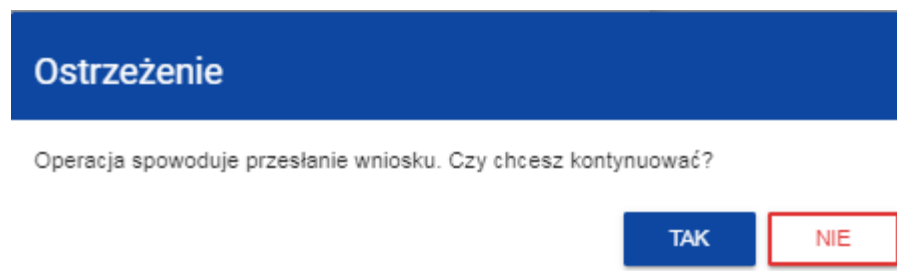 Ostrzeżenie
Operacja spowoduje przesłanie wniosku. Czy chcesz kontynuować?
TAK NIE